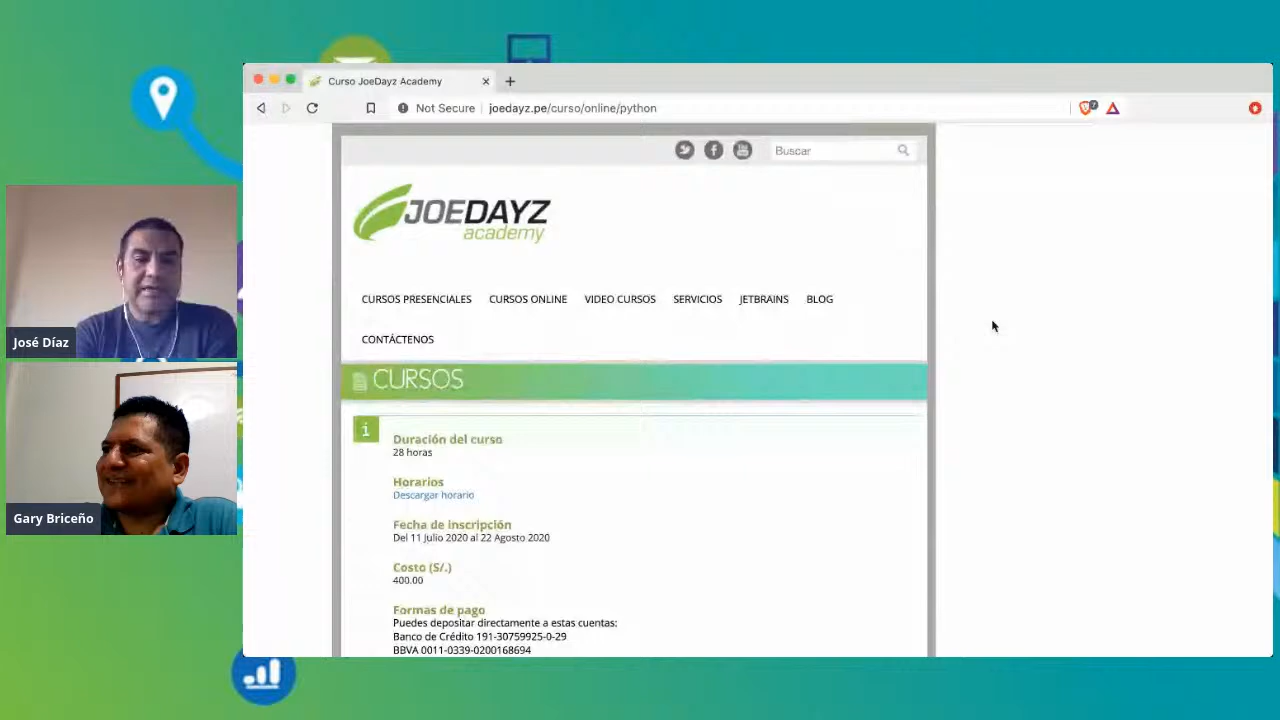 Curso JoeDayz Academy
Not Secure joedayz.pe/curso/online/python
7
You
Buscar
JOEDAYZ
academy
CURSOS PRESENCIALES CURSOS ONLINE VIDEO CURSOS SERVICIOS JETBRAINS BLOG
CONTÁCTENOS
CURSOS
i
Duración del curso
28 horas
Horarios
Descargar horario
Fecha de inscripción
Del 11 Julio 2020 al 22 Agosto 2020
Costo (S/.)
400.00
Formas de pago
Puedes depositar directamente a estas cuentas:
Banco de Crédito 191-30759925-0-29
BBVA 0011-0339-0200168694
José Díaz
Gary Briceño